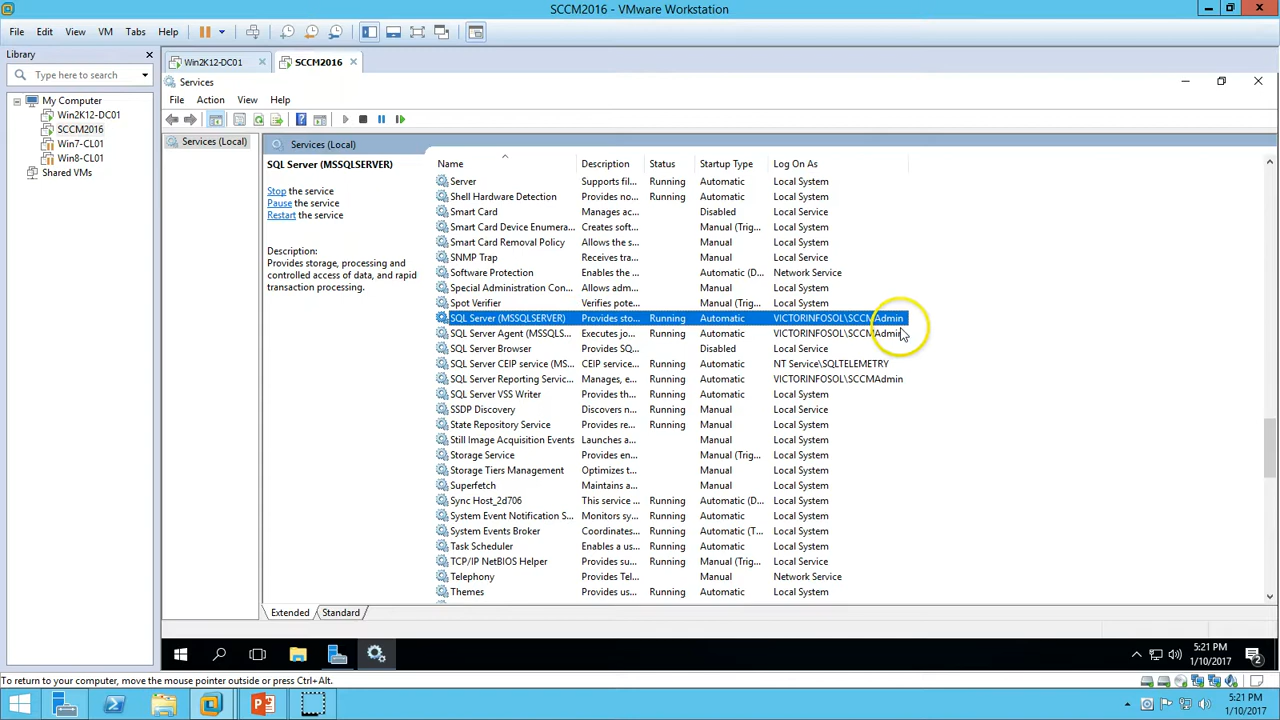 SCCM2016 - VMware Workstation
File Edit View VM Tabs Help
Library
Type here to search
My Computer
Win2K12-DC01
SCCM2016
Win7-CL01
Win8-CL01
Shared VMs
Win2K12-DC01 SCCM2016
Services
File Action View Help
Services (Local)
Services (Local)
SQL Server (MSSQLSERVER)
Stop the service
Pause the service
Restart the service
Description:
Provides storage, processing and
controlled access of data, and rapid
transaction processing.
Name Description Status Startup Type Log On As
Server Supports fil... Running Automatic Local System
Shell Hardware Detection Provides no... Running Automatic Local System
Smart Card Manages ac... Disabled Local Service
Smart Card Device Enumera... Creates soft... Manual (Trig... Local System
Smart Card Removal Policy Allows the s... Manual Local System
SNMP Trap Receives tra... Manual Local Service
Software Protection Enables the ... Automatic (D... Network Service
Special Administration Con... Allows adm... Manual Local System
Spot Verifier Verifies pote... Manual (Trig... Local System
SQL Server (MSSQLSERVER) Provides sto... Running Automatic VICTORINFOSOL\SCCMAdmin
SQL Server Agent (MSSQLS... Executes jo... Running Automatic VICTORINFOSOL\SCCMAdmin
SQL Server Browser Provides SQ... Disabled Local Service
SQL Server CEIP service (MS... CEIP service... Running Automatic NT Service\SQLTELEMETRY
SQL Server Reporting Servic... Manages, e... Running Automatic VICTORINFOSOL\SCCMAdmin
SQL Server VSS Writer Provides th... Running Automatic Local System
SSDP Discovery Discovers n... Running Manual Local Service
State Repository Service Provides re... Running Manual Local System
Still Image Acquisition Events Launches a... Manual Local System
Storage Service Provides en... Manual (Trig... Local System
Storage Tiers Management Optimizes t... Manual Local System
Superfetch Maintains a... Manual Local System
Sync Host_2d706 This service ... Running Automatic (D... Local System
System Event Notification S... Monitors sy... Running Automatic Local System
System Events Broker Coordinates... Running Automatic (T... Local System
Task Scheduler Enables a us... Running Automatic Local System
TCP/IP NetBIOS Helper Provides su... Running Manual (Trig... Local Service
Telephony Provides Tel... Manual Network Service
Themes Provides us... Running Automatic Local System
Extended Standard
5:21 PM
1/10/2017
2
To return to your computer, move the mouse pointer outside or press Ctrl+Alt.
5:21 PM
1/10/2017